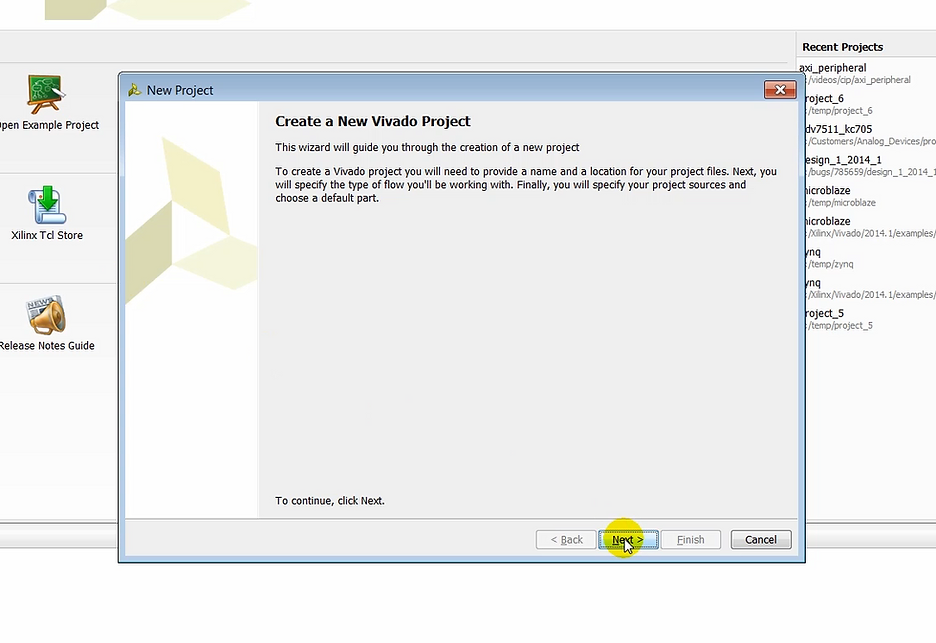 Recent Projects
axi_peripheral
:/videos/cip/axi_peripheral
roject_6
:/temp/project_6
dv7511_kc705
:/Customers/Analog_Devices/pro
esign_1_2014_1
:/bugs/785659/design_1_2014_1
microblaze
:/temp/microblaze
microblaze
:/Xilinx/Vivado/2014.1/examples/
ynq
:/temp/zynq
ynq
:/Xilinx/Vivado/2014.1/examples/
roject_5
:/temp/project_5
pen Example Project
Xilinx Tcl Store
NEWS
Release Notes Guide
New Project
Create a New Vivado Project
This wizard will guide you through the creation of a new project
To create a Vivado project you will need to provide a name and a location for your project files. Next, you
will specify the type of flow you'll be working with. Finally, you will specify your project sources and
choose a default part.
To continue, click Next.
< Back
Next >
Finish
Cancel